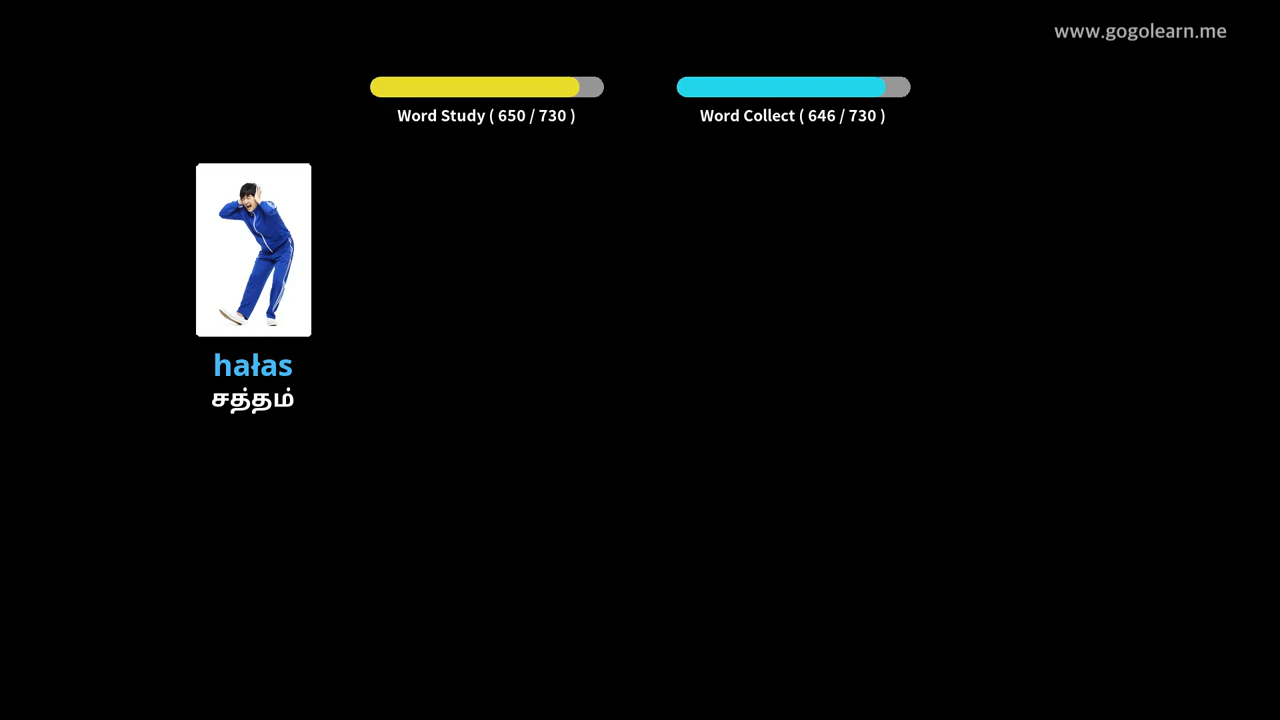 www.gogolearn.me
Word Study ( 650 / 730 )
Word Collect ( 646 / 730 )
hałas
சத்தம்